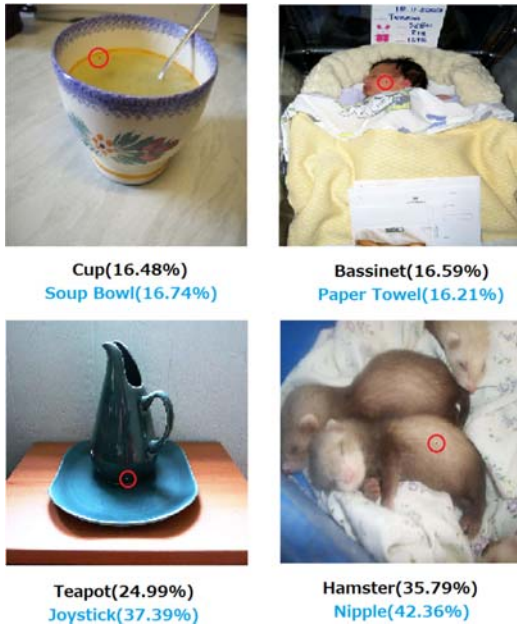 Cup(16.48%)
Soup Bowl(16.74%)
Bassinet(16.59%)
Paper Towel(16.21%)
Teapot(24.99%)
Joystick(37.39%)
Hamster(35.79%)
Nipple(42.36%)